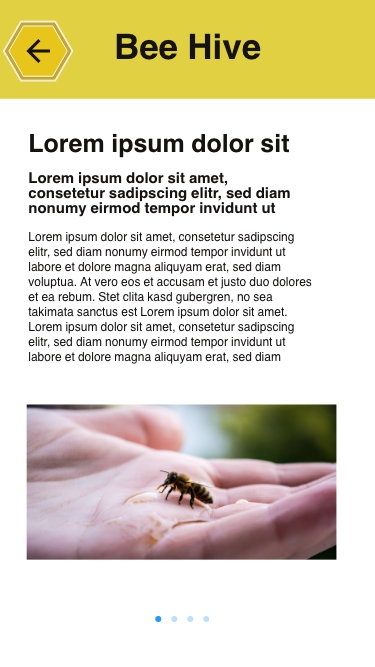 Bee Hive
Lorem ipsum dolor sit
Lorem ipsum dolor sit amet,
consetetur sadipscing elitr, sed diam
nonumy eirmod tempor invidunt ut
Lorem ipsum dolor sit amet, consetetur sadipscing
elitr, sed diam nonumy eirmod tempor invidunt ut
labore et dolore magna aliquyam erat, sed diam
voluptua. At vero eos et accusam et justo duo dolores
et ea rebum. Stet clita kasd gubergren, no sea
takimata sanctus est Lorem ipsum dolor sit amet.
Lorem ipsum dolor sit amet, consetetur sadipscing
elitr, sed diam nonumy eirmod tempor invidunt ut
labore et dolore magna aliquyam erat, sed diam